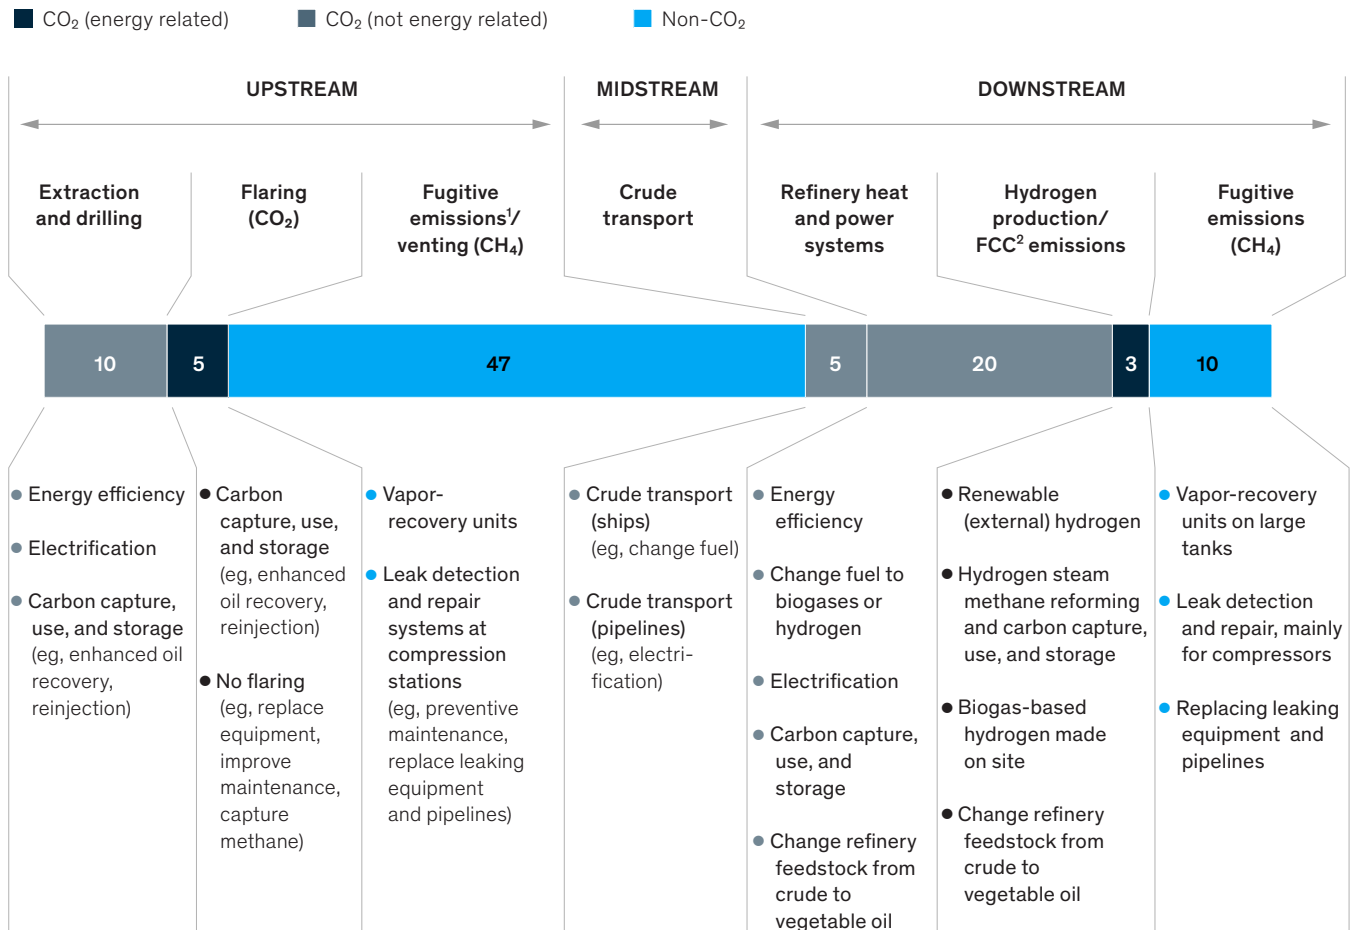 CO₂ (energy related)
CO₂ (not energy related)
Non-CO₂
UPSTREAM
MIDSTREAM
DOWNSTREAM
Extraction
and drilling
Flaring
(CO₂)
Fugitive
emissions¹/
venting (CH₄)
Crude
transport
Refinery heat
and power
systems
Hydrogen
production/
FCC² emissions
Fugitive
emissions
(CH₄)
10
5
47
5
20
3
10
• Energy efficiency
• Electrification
• Carbon capture,
use, and storage
(eg, enhanced oil
recovery,
reinjection)
• Carbon
capture, use,
and storage
(eg, enhanced
oil recovery,
reinjection)
• No flaring
(eg, replace
equipment,
improve
maintenance,
capture
methane)
• Vapor-
recovery units
• Leak detection
and repair
systems at
compression
stations
(eg, preventive
maintenance,
replace leaking
equipment
and pipelines)
• Crude transport
(ships)
(eg, change fuel)
• Crude transport
(pipelines)
(eg, electri-
fication)
• Energy
efficiency
• Change fuel to
biogases or
hydrogen
• Electrification
• Carbon capture,
use, and
storage
• Change refinery
feedstock from
crude to
vegetable oil
• Renewable
(external) hydrogen
• Hydrogen steam
methane reforming
and carbon capture,
use, and storage
• Biogas-based
hydrogen made
on site
• Change refinery
feedstock from
crude to
vegetable oil
• Vapor-recovery
units on large
tanks
• Leak detection
and repair, mainly
for compressors
• Replacing leaking
equipment and
pipelines